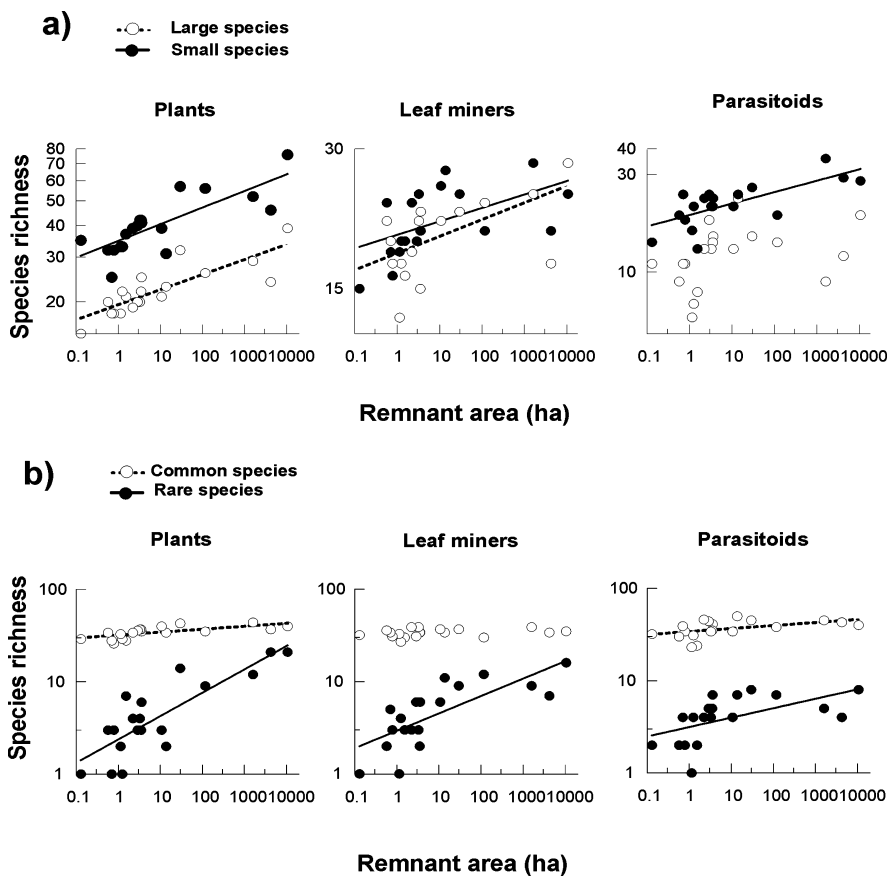 a)
Large species
Small species
Plants
Leaf miners
Parasitoids
Species richness
80
70
60
50
40
30
20
0.1 1 10 100 1000 10000
30
15
0.1 1 10 100 1000 10000
40
30
10
0.1 1 10 100 1000 10000
Remnant area (ha)
b)
Common species
Rare species
Plants
Leaf miners
Parasitoids
Species richness
100
10
1
0.1 1 10 100 1000 10000
100
10
1
0.1 1 10 100 1000 10000
100
10
1
0.1 1 10 100 1000 10000
Remnant area (ha)